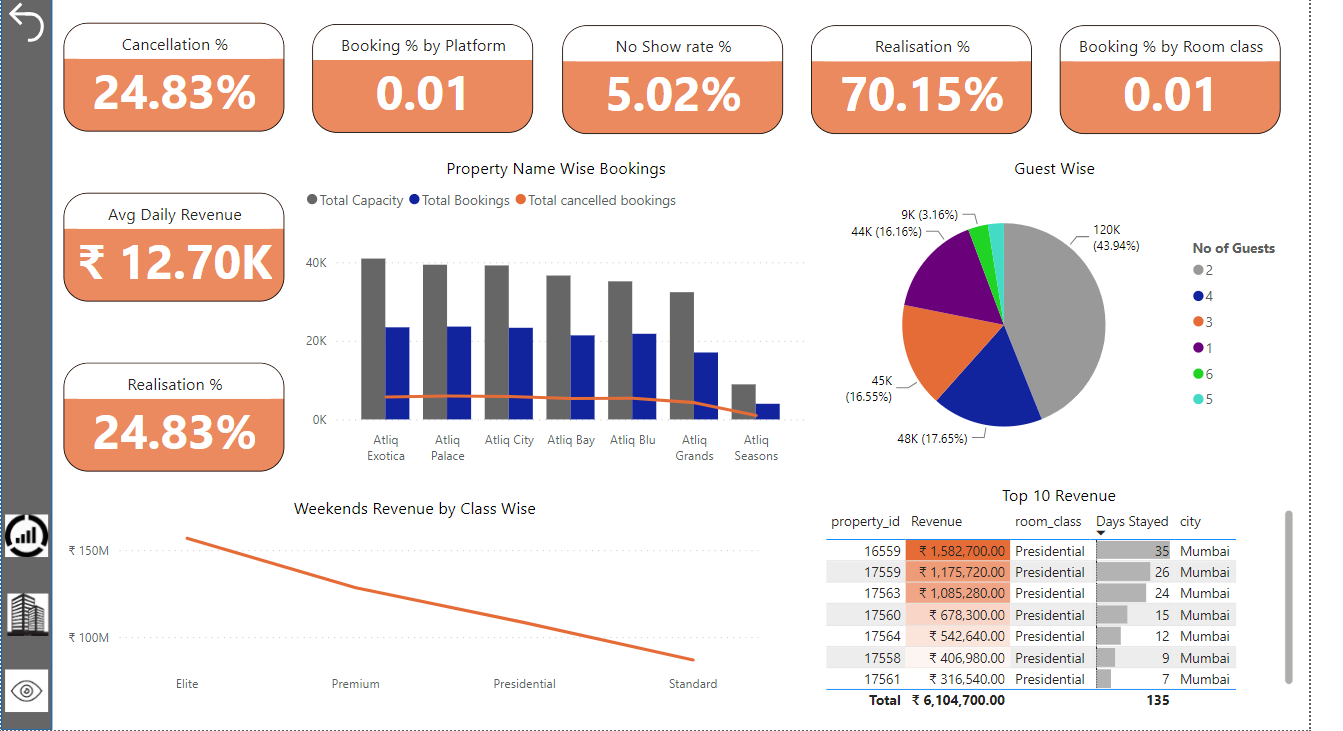 Cancellation %
24.83%
Booking % by Platform
0.01
No Show rate %
5.02%
Realisation %
70.15%
Booking % by Room class
0.01
Avg Daily Revenue
₹ 12.70K
Realisation %
24.83%
Property Name Wise Bookings
Total Capacity Total Bookings Total cancelled bookings
40K
20K
0K
Atliq Exotica
Atliq Palace
Atliq City
Atliq Bay
Atliq Blu
Atliq Grands
Atliq Seasons
Guest Wise
9K (3.16%)
44K (16.16%)
120K
(43.94%)
45K
(16.55%)
48K (17.65%)
No of Guests
2
4
3
1
6
5
Weekends Revenue by Class Wise
₹ 150M
₹ 100M
Elite Premium Presidential Standard
Top 10 Revenue
property_id Revenue room_class Days Stayed city
16559 ₹ 1,582,700.00 Presidential 35 Mumbai
17559 ₹ 1,175,720.00 Presidential 26 Mumbai
17563 ₹ 1,085,280.00 Presidential 24 Mumbai
17560 ₹ 678,300.00 Presidential 15 Mumbai
17564 ₹ 542,640.00 Presidential 12 Mumbai
17558 ₹ 406,980.00 Presidential 9 Mumbai
17561 ₹ 316,540.00 Presidential 7 Mumbai
Total ₹ 6,104,700.00 135